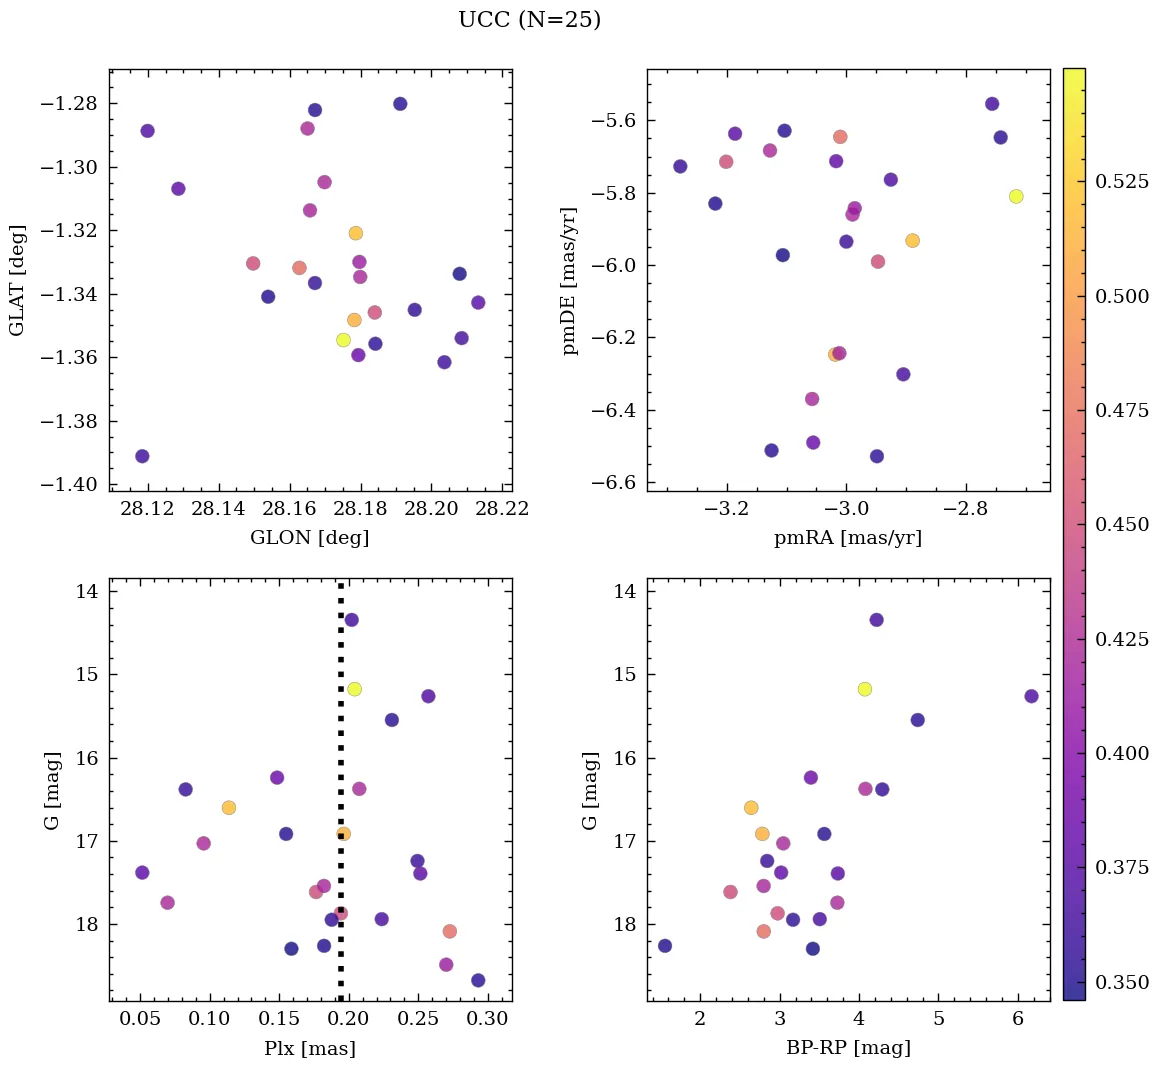 UCC (N=25)
−1.28
−1.30
−1.32
−1.34
−1.36
−1.38
−1.40
GLAT [deg]
28.12 28.14 28.16 28.18 28.20 28.22
GLON [deg]
−5.6
−5.8
−6.0
−6.2
−6.4
−6.6
pmDE [mas/yr]
−3.2 −3.0 −2.8
pmRA [mas/yr]
14
15
16
17
18
G [mag]
0.05 0.10 0.15 0.20 0.25 0.30
Plx [mas]
14
15
16
17
18
G [mag]
2 3 4 5 6
BP-RP [mag]
0.525
0.500
0.475
0.450
0.425
0.400
0.375
0.350